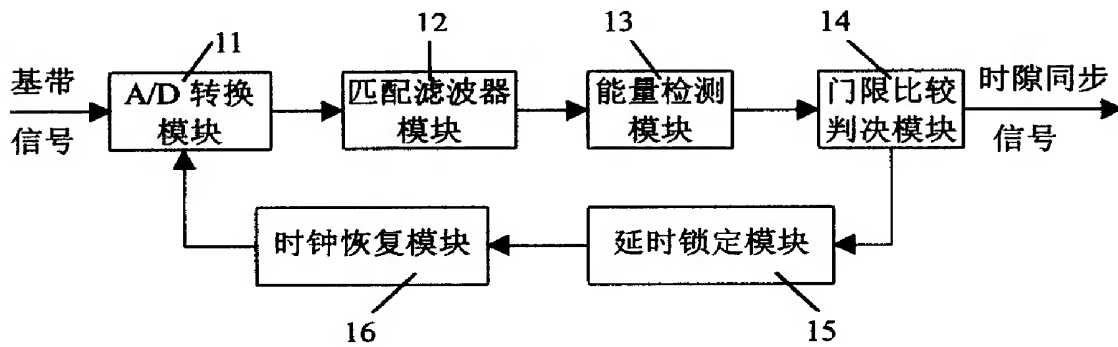 11
12
13
14
基带
信号
A/D 转换
模块
匹配滤波器
模块
能量检测
模块
门限比较
判决模块
时隙同步
信号
时钟恢复模块
延时锁定模块
16
15